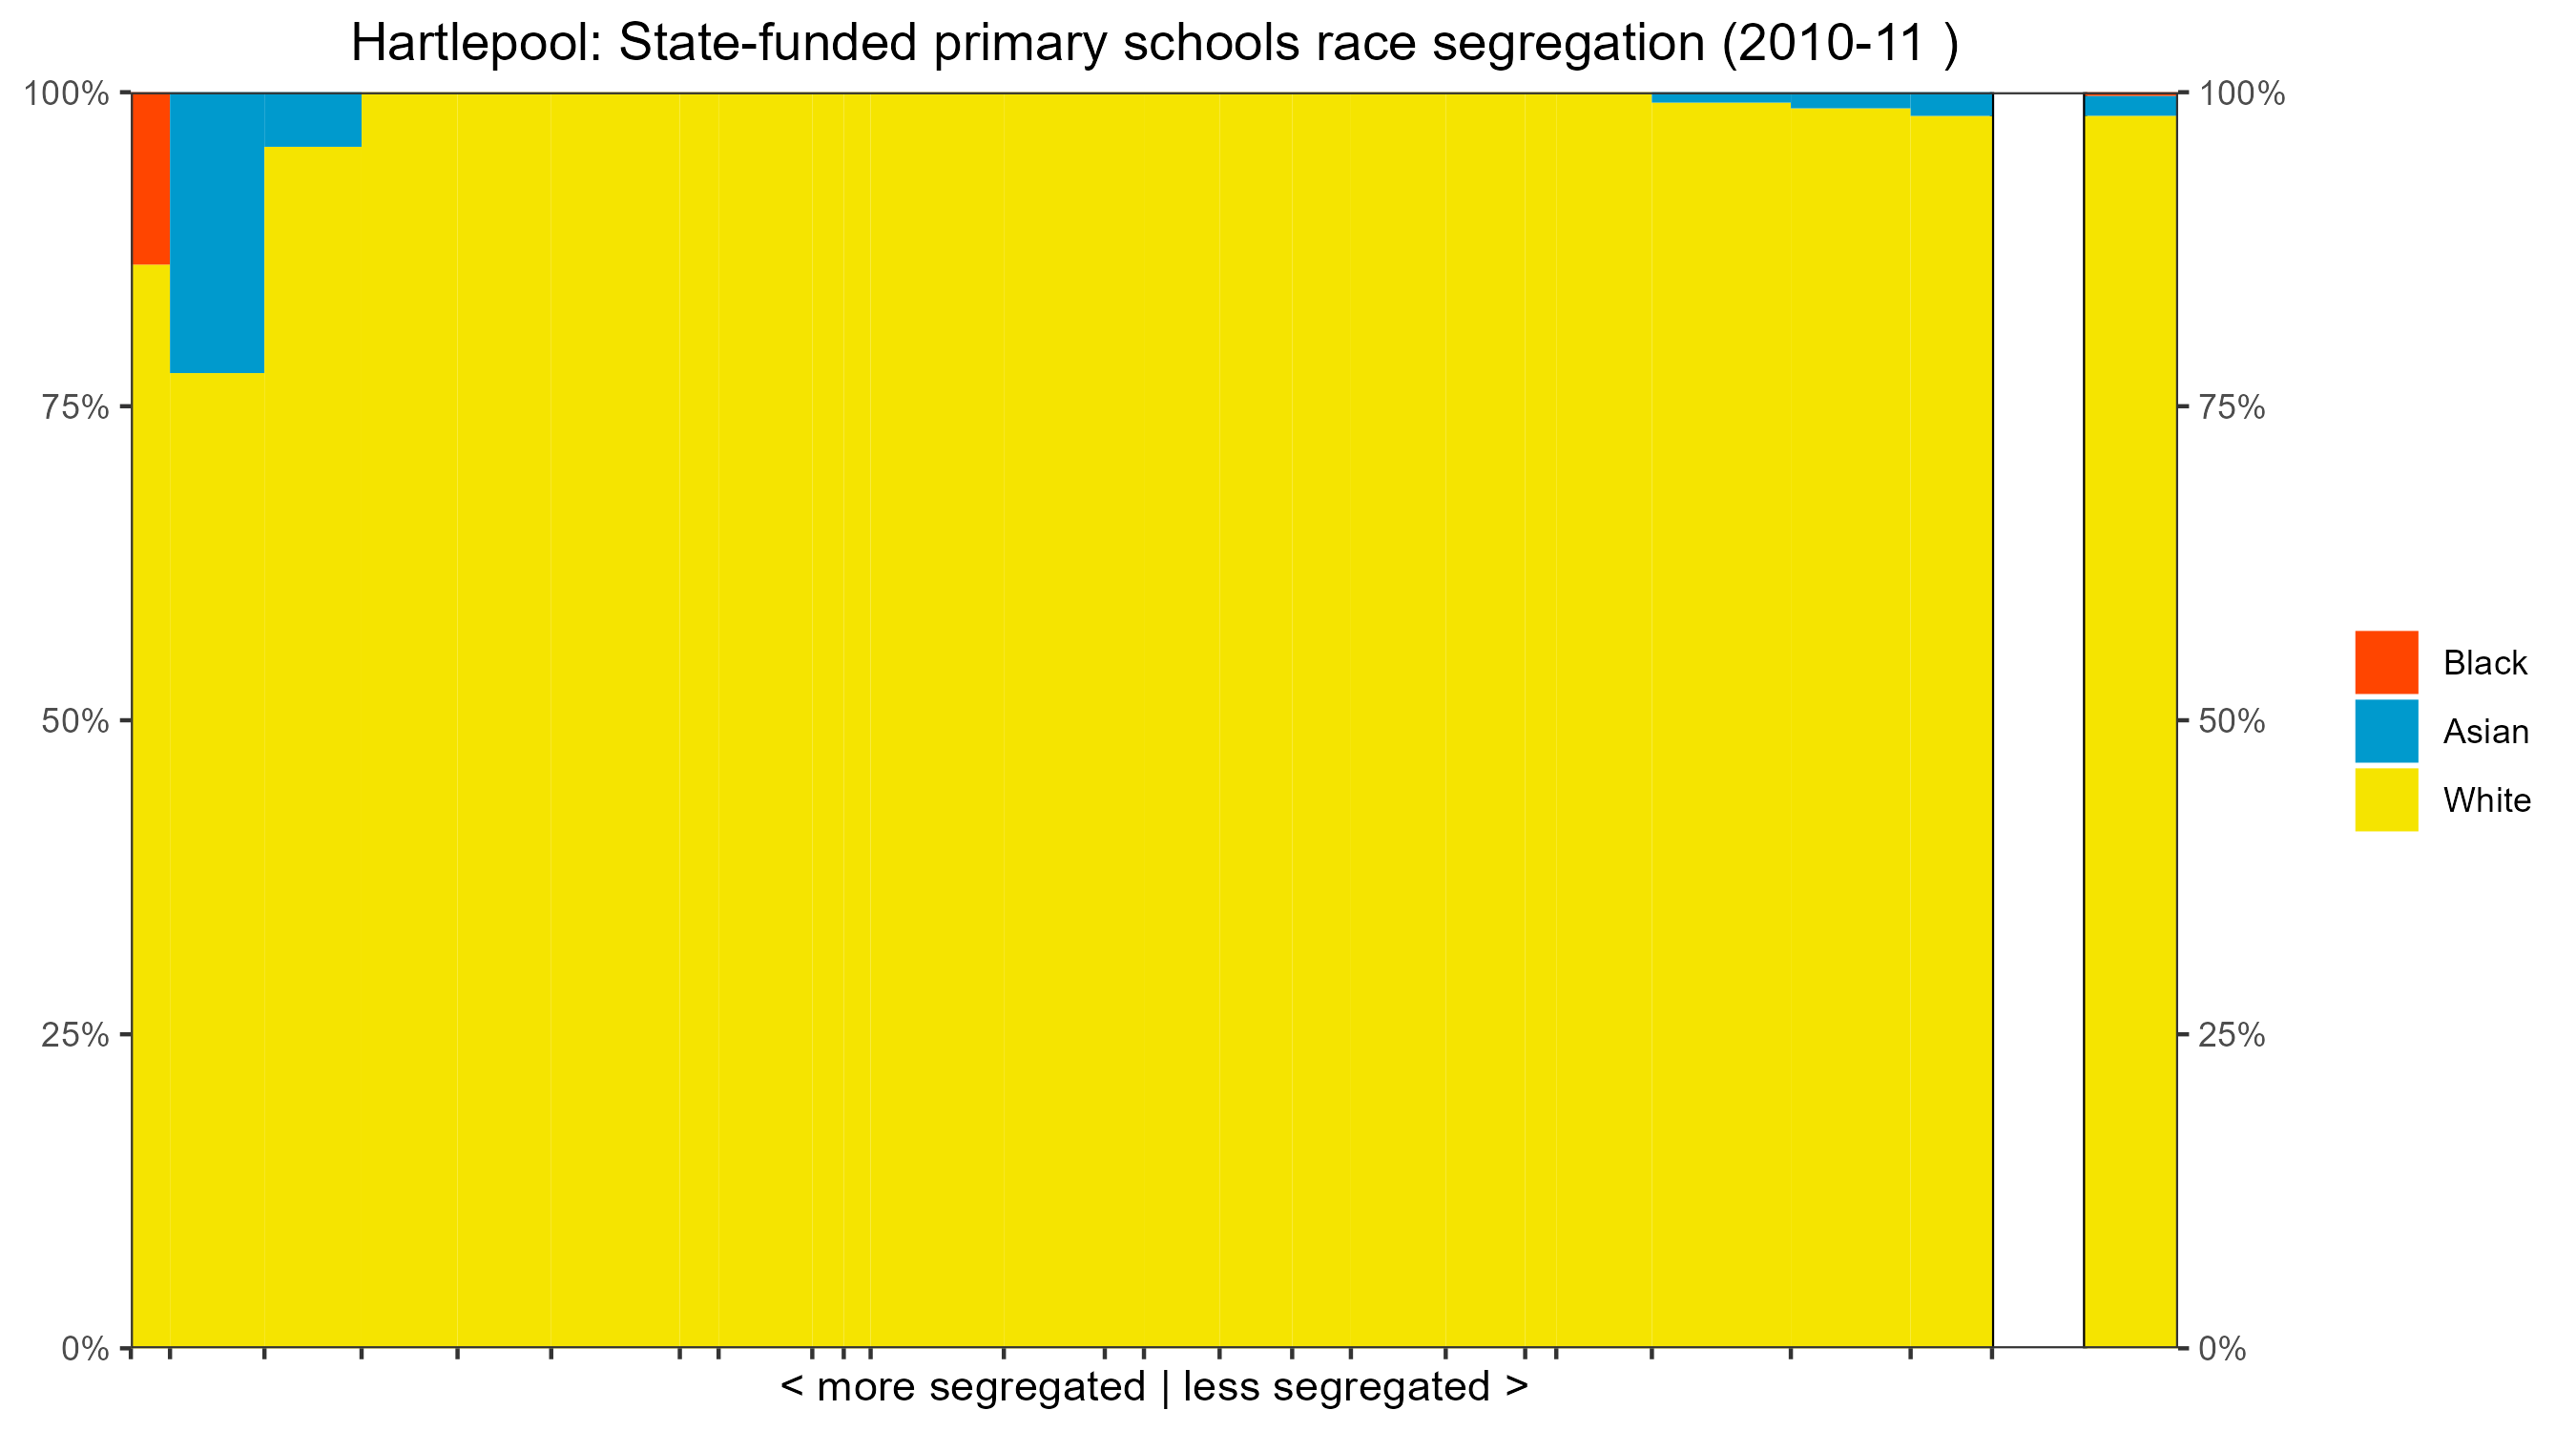 Hartlepool: State-funded primary schools race segregation (2010-11 )
100%
75%
50%
25%
0%
100%
75%
50%
25%
0%
Black
Asian
White
< more segregated | less segregated >